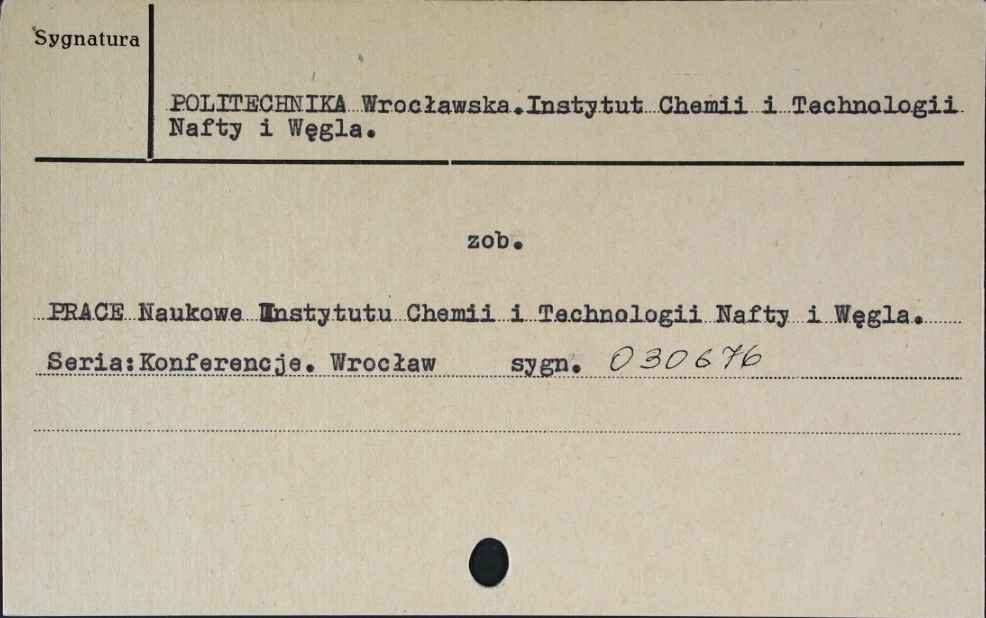 Sygnatura
POLITECHNIKA Wrocławska.Instytut Chemii i Technologii
Nafty i Węgla.
zob.
PRACE Naukowe Instytutu Chemii i Technologii Nafty i Węgla.
Seria:Konferencje. Wrocław sygn. 030676